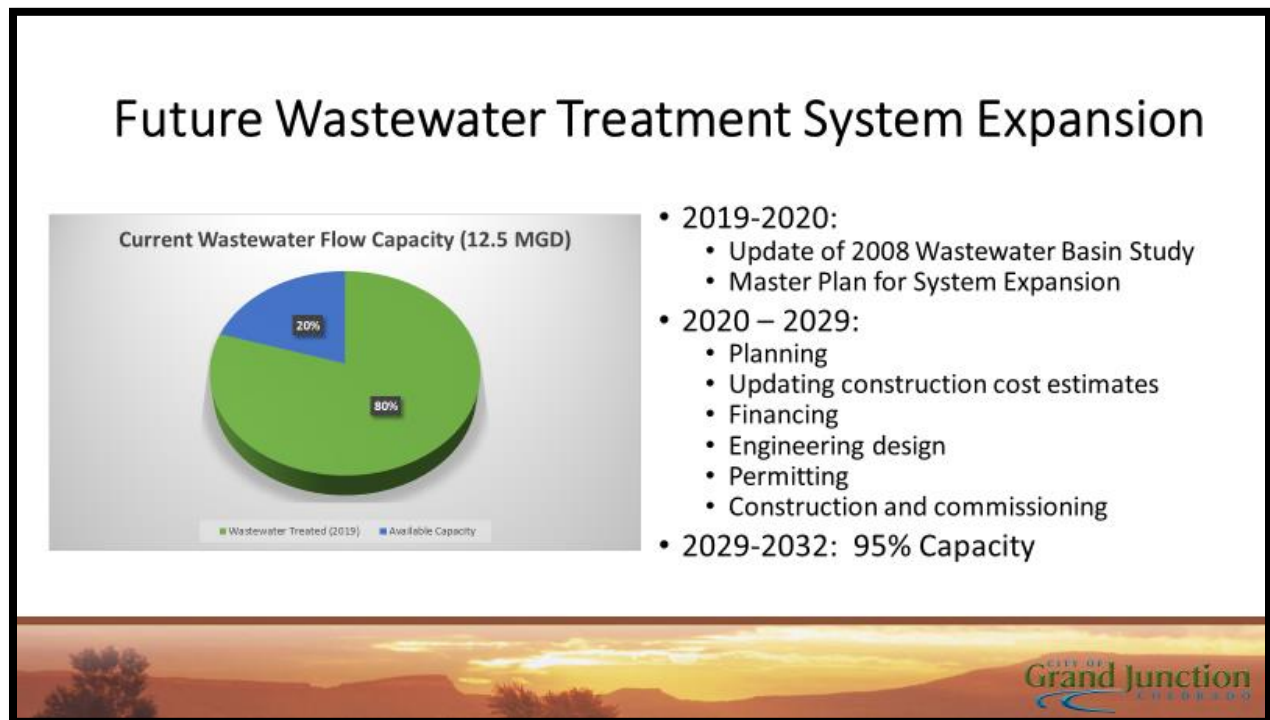 Future Wastewater Treatment System Expansion
Current Wastewater Flow Capacity (12.5 MGD)
20%
80%
Wastewater Treated (2019) Available Capacity
• 2019-2020:
• Update of 2008 Wastewater Basin Study
• Master Plan for System Expansion
• 2020 – 2029:
• Planning
• Updating construction cost estimates
• Financing
• Engineering design
• Permitting
• Construction and commissioning
• 2029-2032: 95% Capacity
CITY OF
Grand Junction
COLORADO